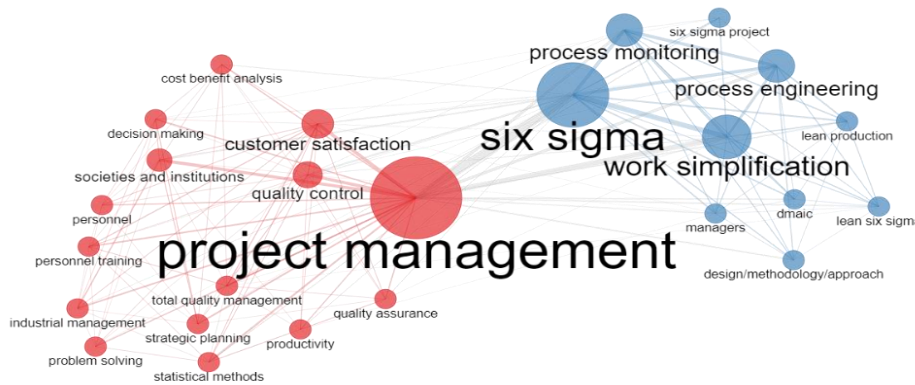 six sigma project
process monitoring
cost benefit analysis
process engineering
decision making
six sigma
lean production
customer satisfaction
work simplification
societies and institutions
quality control
personnel
dmaic
lean six sigma
managers
project management
personnel training
design/methodology/approach
total quality management
quality assurance
industrial management
strategic planning
productivity
problem solving
statistical methods